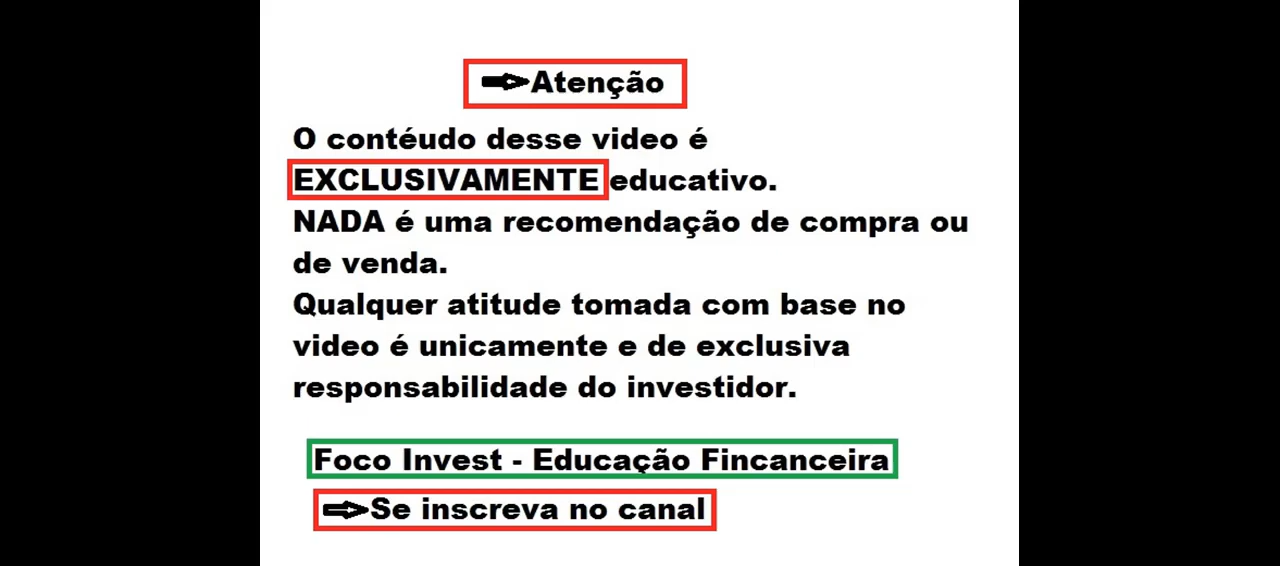 Atenção
O contéudo desse video é
EXCLUSIVAMENTE educativo.
NADA é uma recomendação de compra ou
de venda.
Qualquer atitude tomada com base no
video é unicamente e de exclusiva
responsabilidade do investidor.
Foco Invest - Educação Fincanceira
Se inscreva no canal